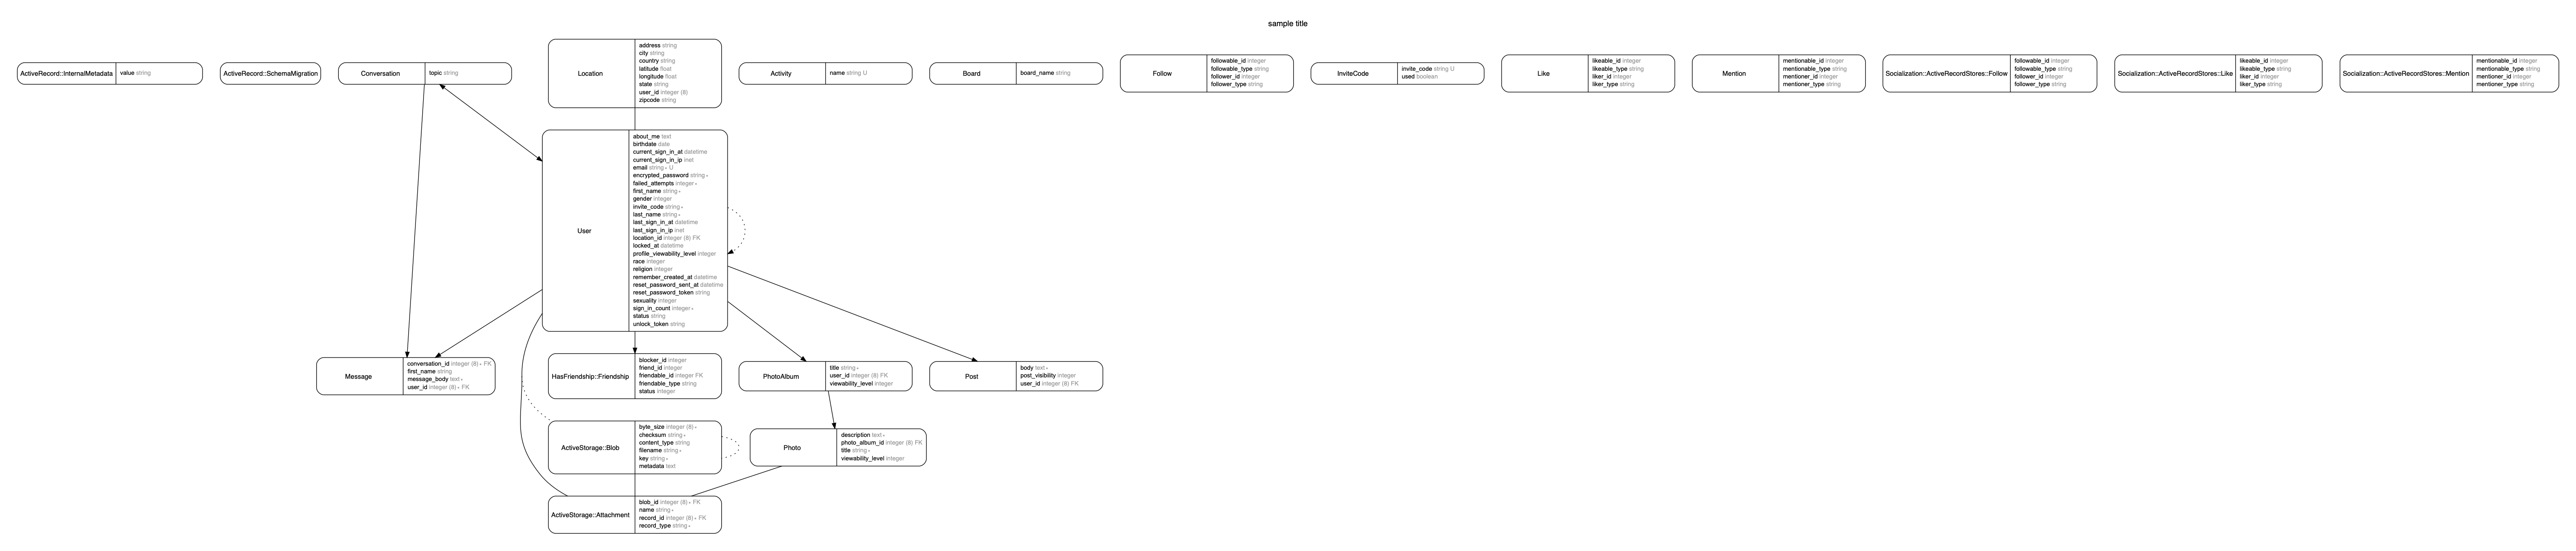 sample title
ActiveRecord::InternalMetadata
value string
ActiveRecord::SchemaMigration
Conversation
topic string
Location
address string
city string
country string
latitude float
longitude float
state string
user_id integer (8)
zipcode string
Activity
name string U
Board
board_name string
Follow
followable_id integer
followable_type string
follower_id integer
follower_type string
InviteCode
invite_code string U
used boolean
Like
likeable_id integer
likeable_type string
liker_id integer
liker_type string
Mention
mentionable_id integer
mentionable_type string
mentioner_id integer
mentioner_type string
Socialization::ActiveRecordStores::Follow
followable_id integer
followable_type string
follower_id integer
follower_type string
Socialization::ActiveRecordStores::Like
likeable_id integer
likeable_type string
liker_id integer
liker_type string
Socialization::ActiveRecordStores::Mention
mentionable_id integer
mentionable_type string
mentioner_id integer
mentioner_type string
User
about_me text
birthdate date
current_sign_in_at datetime
current_sign_in_ip inet
email string∗ U
encrypted_password string∗
failed_attempts integer∗
first_name string∗
gender integer
invite_code string∗
last_name string∗
last_sign_in_at datetime
last_sign_in_ip inet
location_id integer (8) FK
locked_at datetime
profile_viewability_level integer
race integer
religion integer
remember_created_at datetime
reset_password_sent_at datetime
reset_password_token string
sexuality integer
sign_in_count integer∗
status string
unlock_token string
Message
conversation_id integer (8)∗ FK
first_name string
message_body text∗
user_id integer (8)∗ FK
HasFriendship::Friendship
blocker_id integer
friend_id integer
friendable_id integer FK
friendable_type string
status integer
PhotoAlbum
title string∗
user_id integer (8) FK
viewability_level integer
Post
body text∗
post_visibility integer
user_id integer (8) FK
ActiveStorage::Blob
byte_size integer (8)∗
checksum string∗
content_type string
filename string∗
key string∗
metadata text
Photo
description text∗
photo_album_id integer (8) FK
title string∗
viewability_level integer
ActiveStorage::Attachment
blob_id integer (8)∗ FK
name string∗
record_id integer (8)∗ FK
record_type string∗